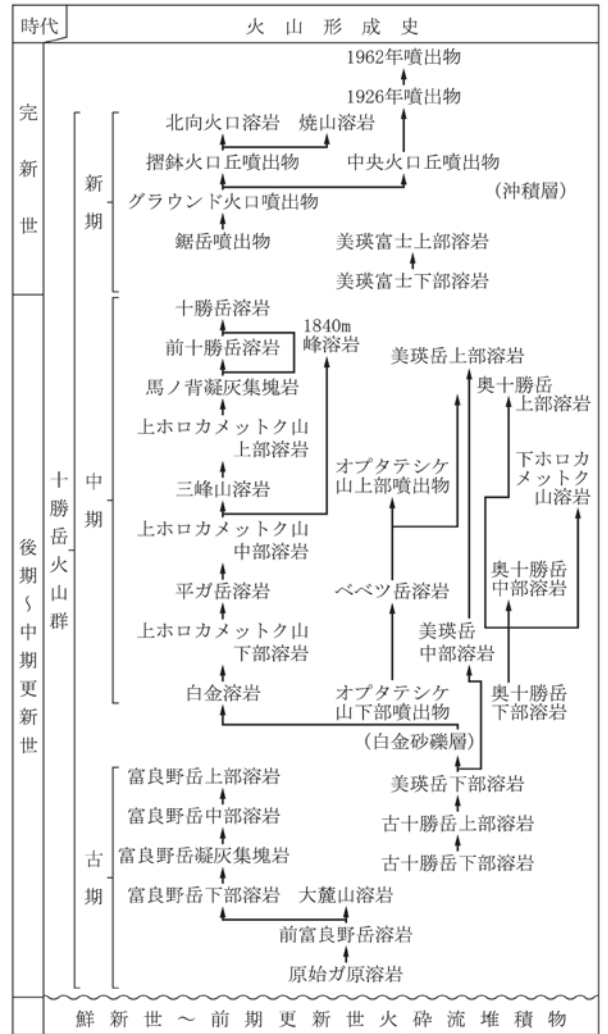 時代
火山形成史
完新世
後期～中期更新世
十勝岳火山群
新期
中期
古期
1962年噴出物
1926年噴出物
北向火口溶岩
焼山溶岩
摺鉢火口丘噴出物
中央火口丘噴出物
グラウンド火口噴出物
(沖積層)
鋸岳噴出物
美瑛富士上部溶岩
美瑛富士下部溶岩
十勝岳溶岩
1840m
峰溶岩
前十勝岳溶岩
美瑛岳上部溶岩
馬ノ背凝灰集塊岩
奥十勝岳
上部溶岩
上ホロカメットク山
上部溶岩
オプタテシケ
山上部噴出物
下ホロカ
メットク
山溶岩
三峰山溶岩
上ホロカメットク山
中部溶岩
平ガ岳溶岩
ベベツ岳溶岩
奥十勝岳
中部溶岩
上ホロカメットク山
下部溶岩
美瑛岳
中部溶岩
白金溶岩
オプタテシケ
山下部噴出物
奥十勝岳
下部溶岩
(白金砂礫層)
富良野岳上部溶岩
美瑛岳下部溶岩
富良野岳中部溶岩
古十勝岳上部溶岩
富良野岳凝灰集塊岩
古十勝岳下部溶岩
富良野岳下部溶岩
大麓山溶岩
前富良野岳溶岩
原始ガ原溶岩
鮮新世～前期更新世火砕流堆積物